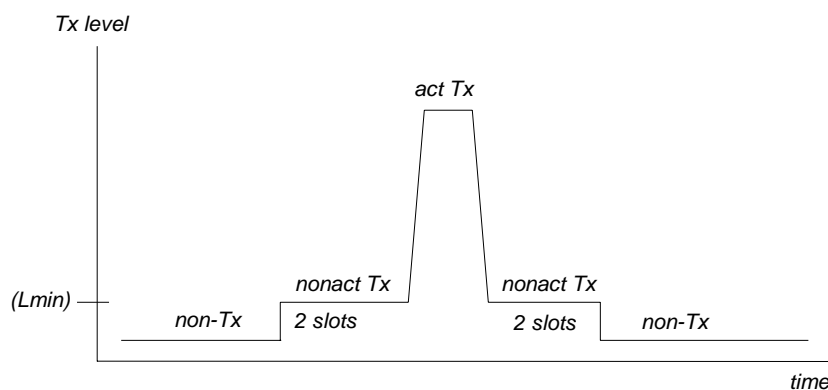 Tx level
act Tx
nonact Tx
nonact Tx
(Lmin)
non-Tx
2 slots
2 slots
non-Tx
time